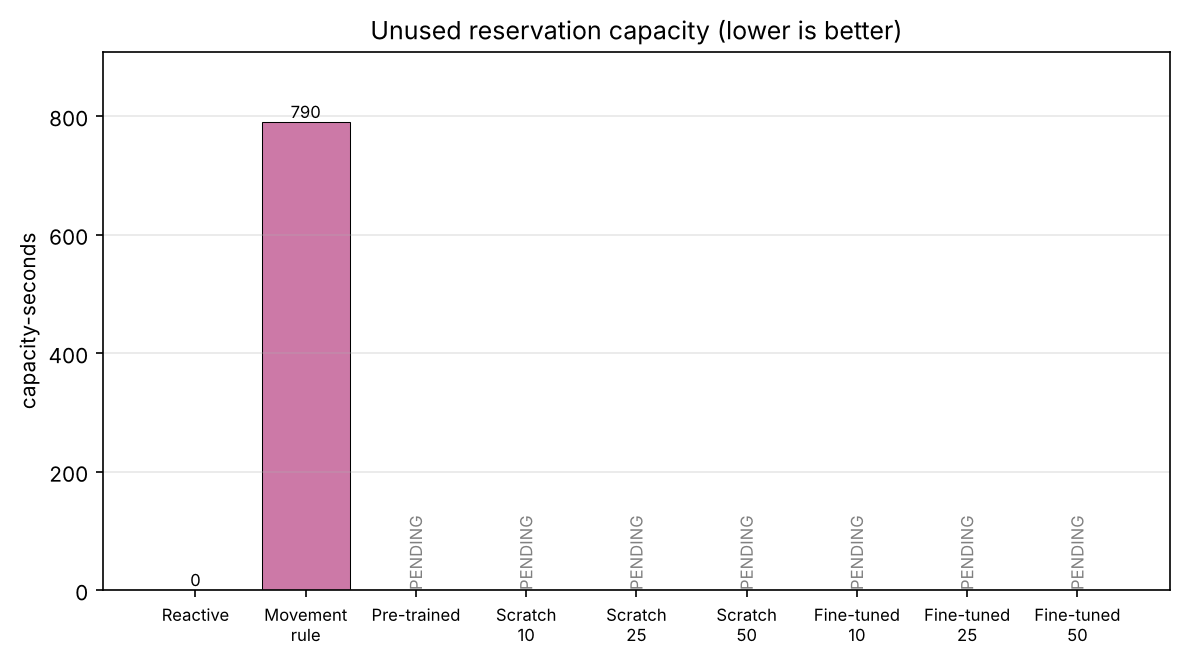 Unused reservation capacity (lower is better)
capacity-seconds
800
600
400
200
0
0
790
PENDING
PENDING
PENDING
PENDING
PENDING
PENDING
PENDING
Reactive
Movement
rule
Pre-trained
Scratch
10
Scratch
25
Scratch
50
Fine-tuned
10
Fine-tuned
25
Fine-tuned
50